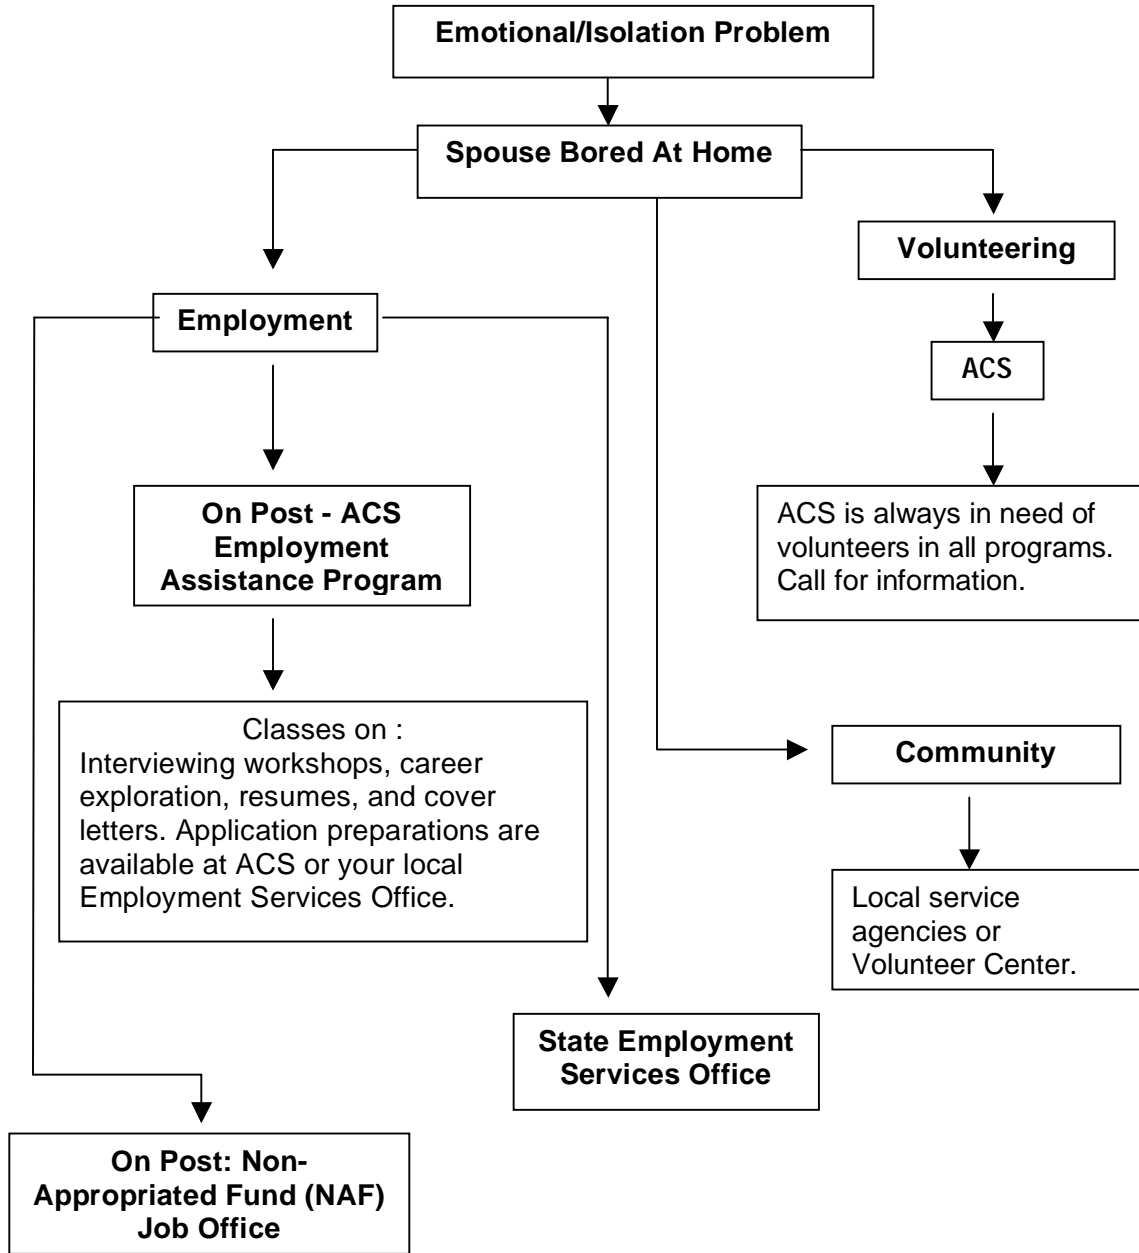 Emotional/Isolation Problem
Spouse Bored At Home
Volunteering
Employment
ACS
On Post - ACS
Employment
Assistance Program
ACS is always in need of
volunteers in all programs.
Call for information.
Classes on :
Interviewing workshops, career
exploration, resumes, and cover
letters. Application preparations are
available at ACS or your local
Employment Services Office.
Community
Local service
agencies or
Volunteer Center.
State Employment
Services Office
On Post: Non-
Appropriated Fund (NAF)
Job Office